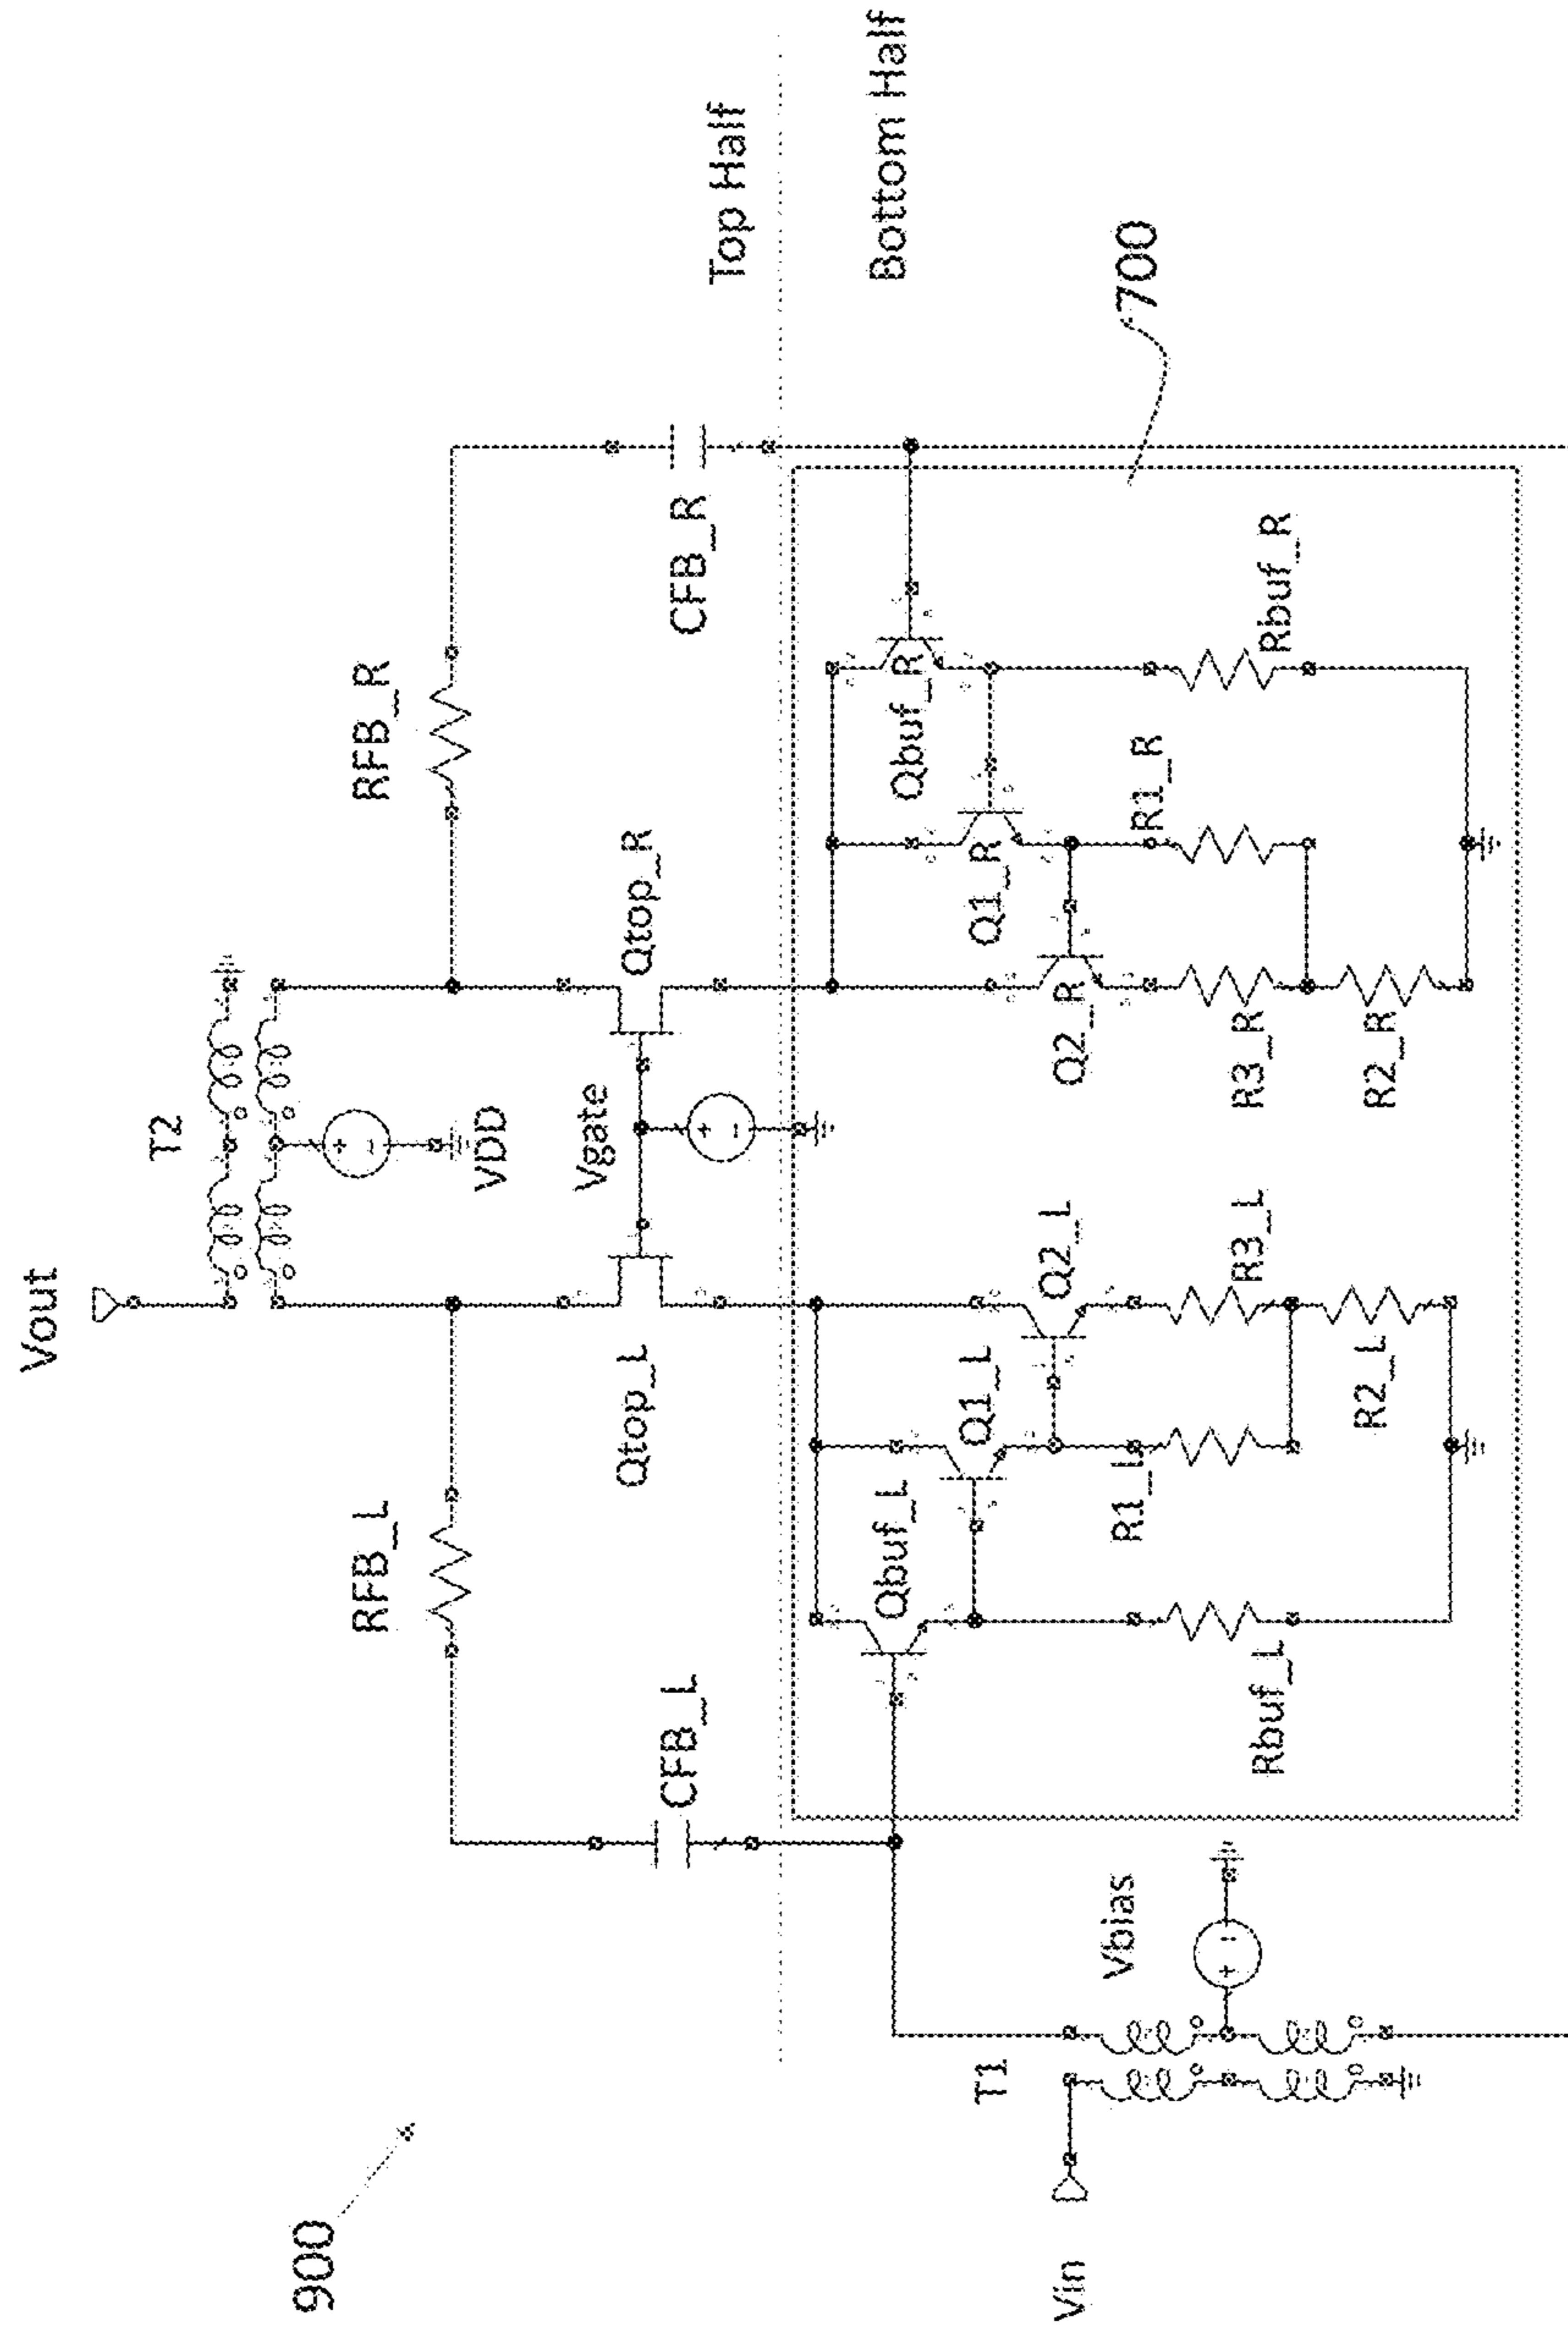 900
Vout
T2
VDD
RFB_L
RFB_R
Vgate
Qtop_L
Qtop_R
CFB_L
CFB_R
Top Half
Bottom Half
700
Qbuf_L
Q1_L
Q2_L
Qbuf_R
Q1_R
Q2_R
R1_L
R3_L
R2_L
Rbuf_L
R1_R
R3_R
R2_R
Rbuf_R
Vbias
T1
Vin